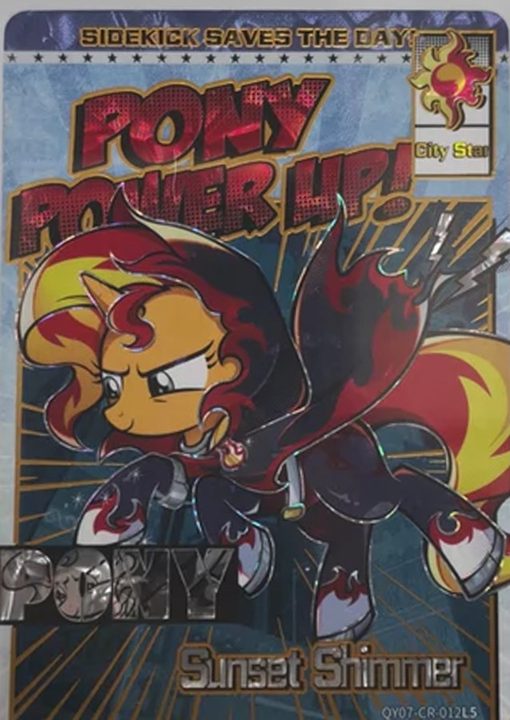 SIDEKICK SAVES THE DAY!
City Star
PONY
POWER UP!
PONY
Sunset Shimmer
QY07-CR-012L5